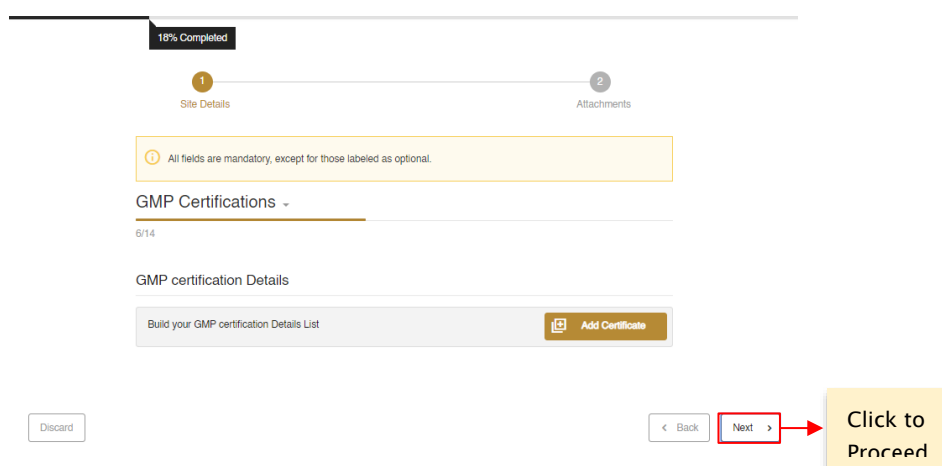 18% Completed
1
2
Site Details
Attachments
All fields are mandatory, except for those labeled as optional.
GMP Certifications
6/14
GMP certification Details
Build your GMP certification Details List
Add Certificate
Discard
Back
Next
Click to
Proceed